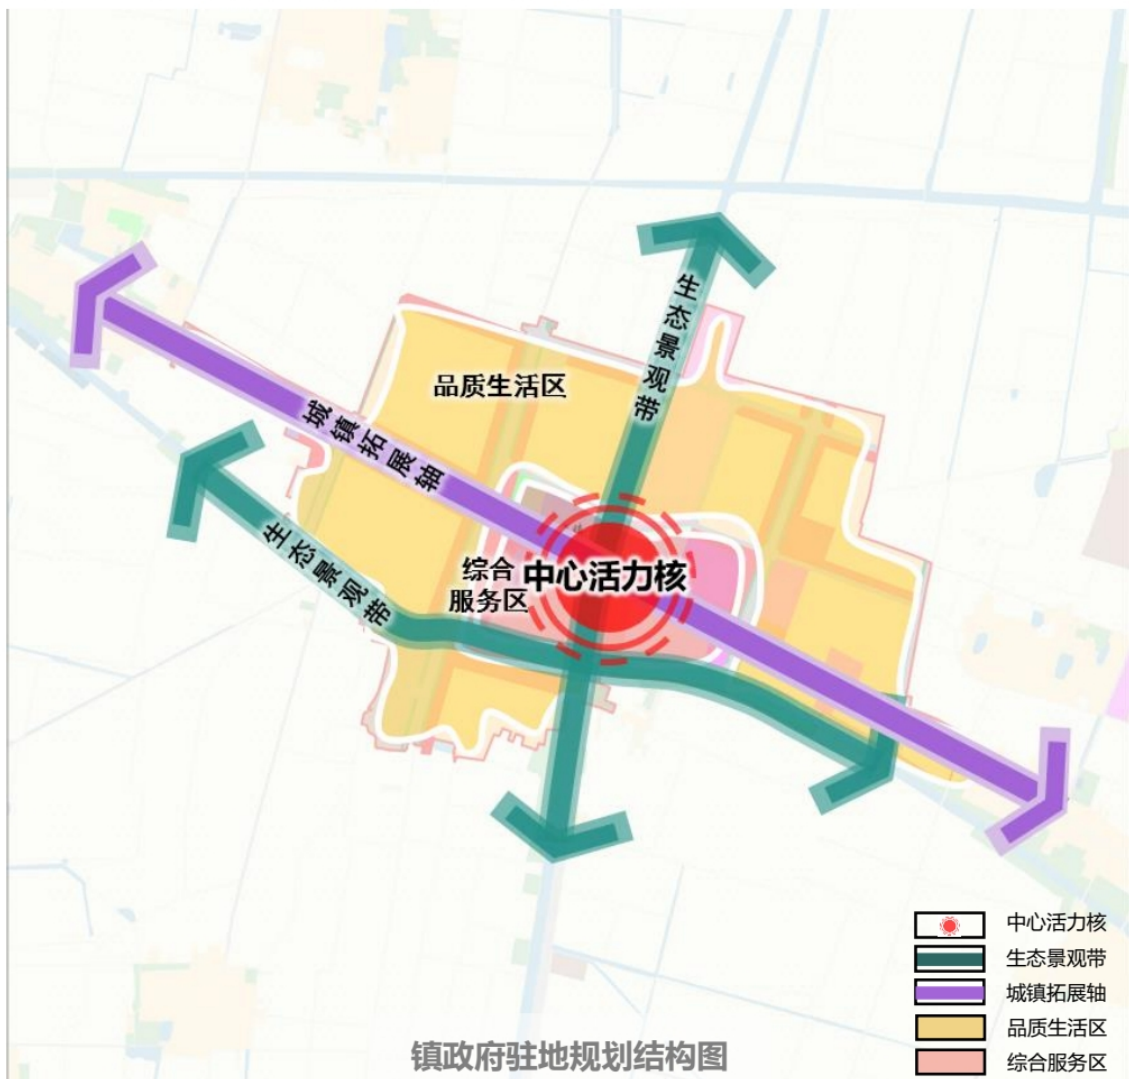 生态景观带
品质生活区
城镇拓展轴
生态景观带
综合
服务区
中心活力核
中心活力核
生态景观带
城镇拓展轴
品质生活区
综合服务区
镇政府驻地规划结构图